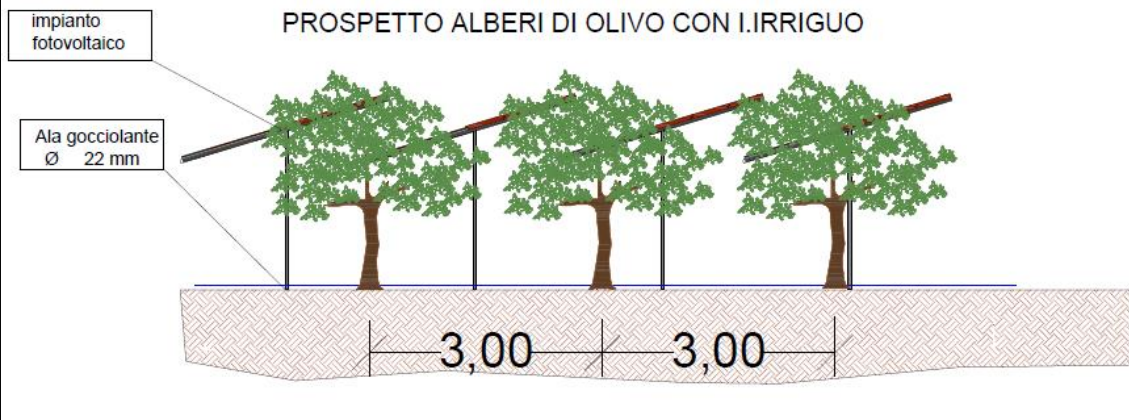 PROSPETTO ALBERI DI OLIVO CON I.IRRIGUO
impianto
fotovoltaico
Ala gocciolante
Ø 22 mm
3,00
3,00